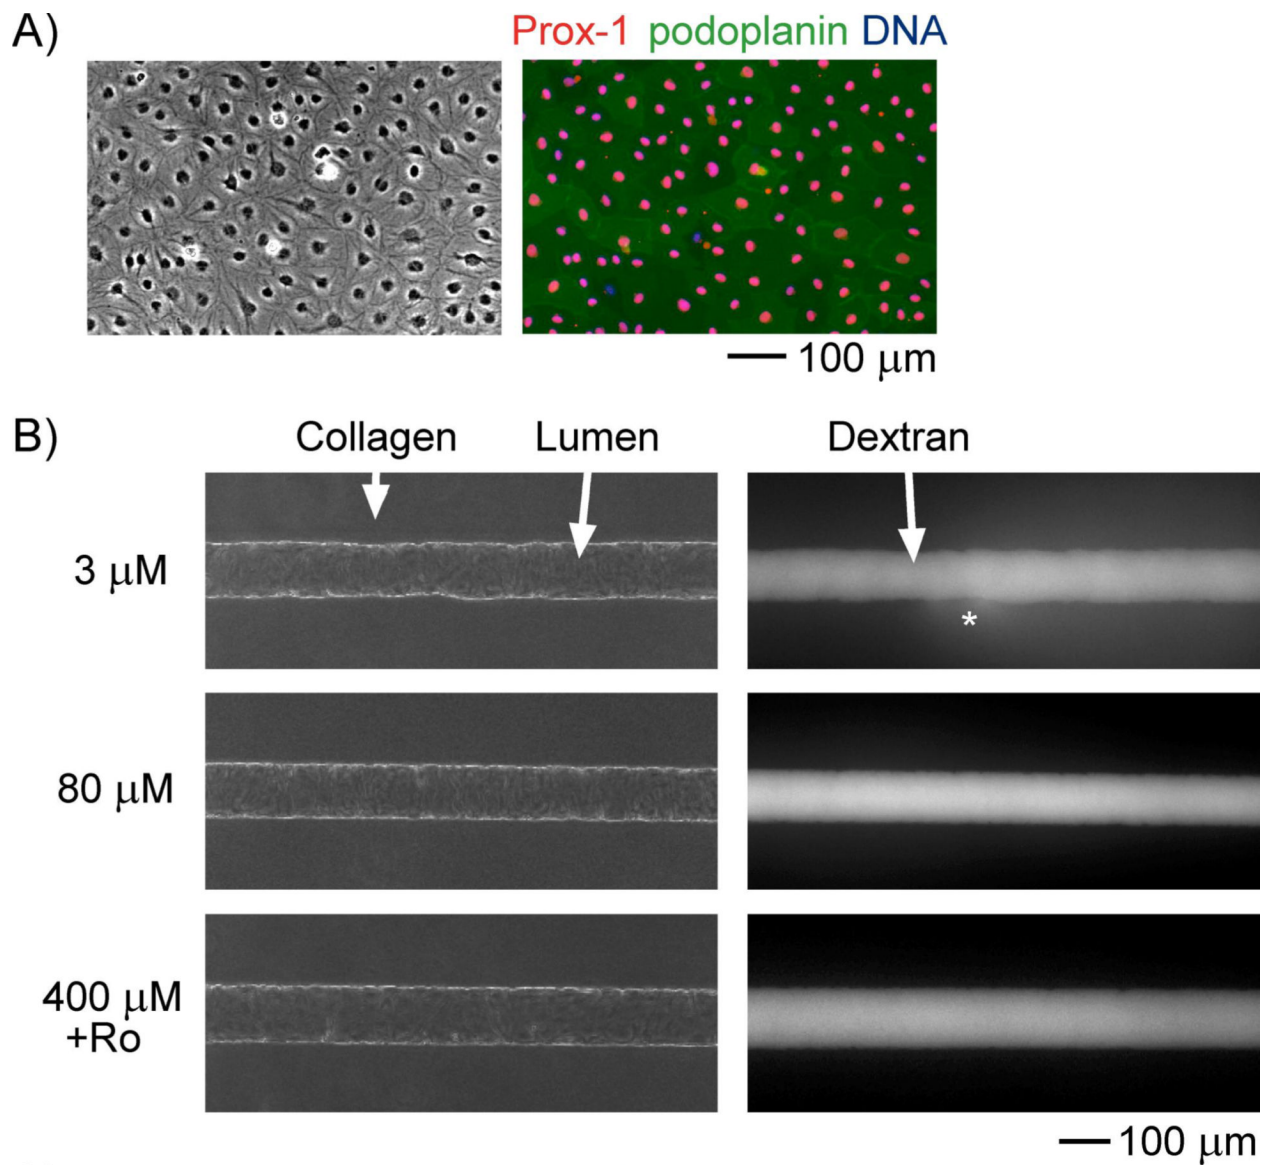 A)
Prox-1 podoplanin DNA
100 μm
B)
Collagen Lumen Dextran
3 μM
*
80 μM
400 μM
+Ro
100 μm